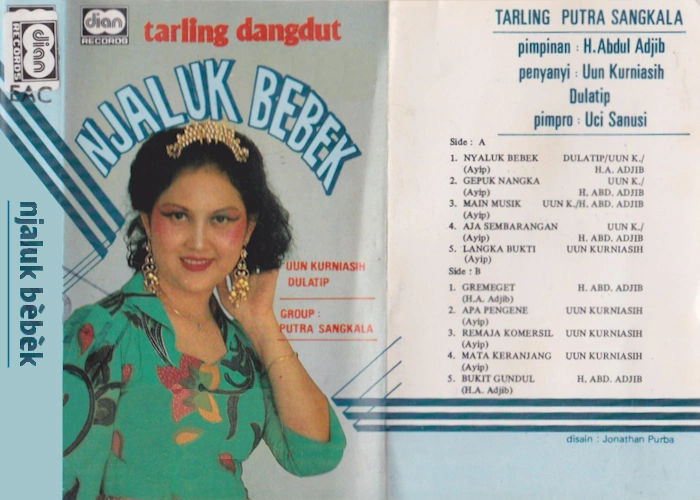 dian
RECORDS
EAC
njaluk bèbèk
dian
RECORDS
tarling dangdut
NJALUK BEBEK
UUN KURNIASIH
DULATIP
GROUP :
PUTRA SANGKALA
TARLING PUTRA SANGKALA
pimpinan : H.Abdul Adjib
penyanyi : Uun Kurniasih
Dulatip
pimpro : Uci Sanusi
Side : A
1. NYALUK BEBEK DULATIP/UUN K./
(Ayip) H.A. ADJIB
2. GEPUK NANGKA UUN K./
(Ayip) H. ABD. ADJIB
3. MAIN MUSIK UUN K./H. ABD. ADJIB
(Ayip)
4. AJA SEMBARANGAN UUN K./
(Ayip) H. ABD. ADJIB
5. LANGKA BUKTI UUN KURNIASIH
(Ayip)
Side : B
1. GREMEGET H. ABD. ADJIB
(H.A. Adjib)
2. APA PENGENE UUN KURNIASIH
(Ayip)
3. REMAJA KOMERSIL UUN KURNIASIH
(Ayip)
4. MATA KERANJANG UUN KURNIASIH
(Ayip)
5. BUKIT GUNDUL H. ABD. ADJIB
(H.A. Adjib)
disain : Jonathan Purba